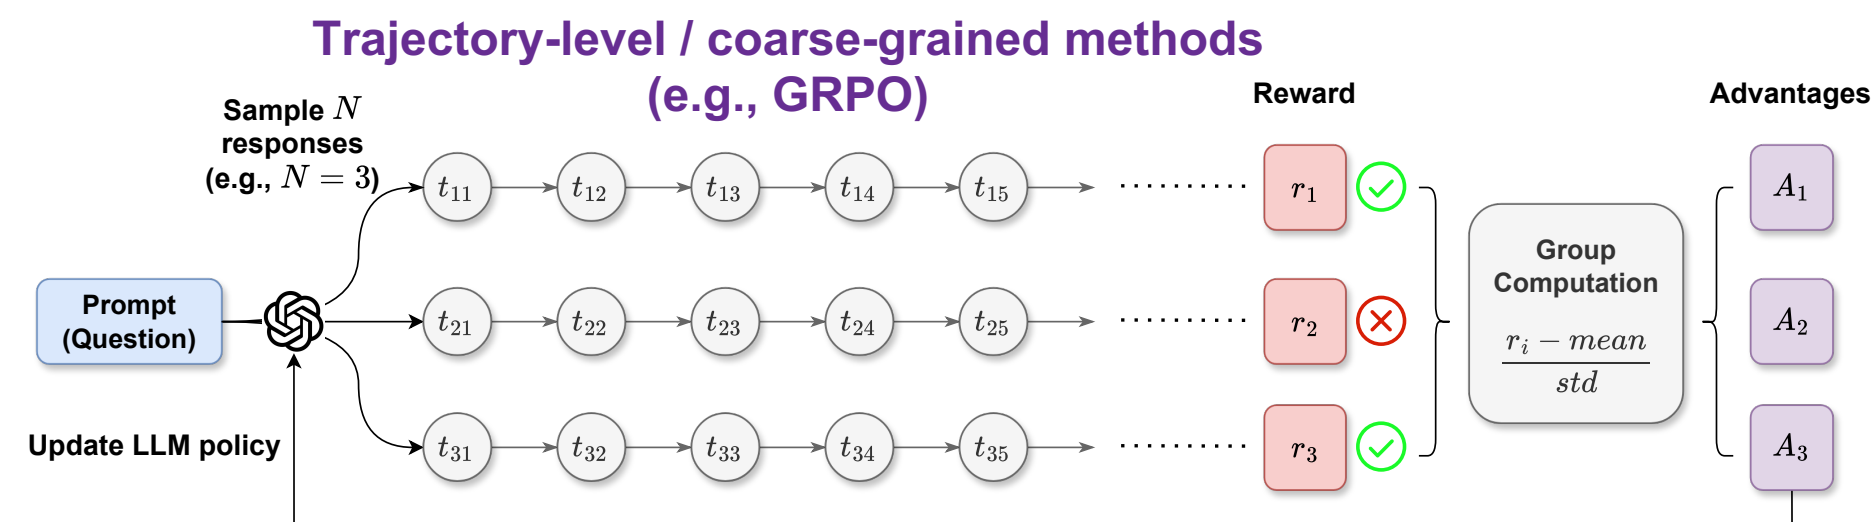 Trajectory-level / coarse-grained methods
(e.g., GRPO)
Sample N
responses
(e.g., N = 3)
Reward
Advantages
t11 t12 t13 t14 t15 .......... r1
A1
Group
Computation
Prompt
(Question)
t21 t22 t23 t24 t25 .......... r2
ri − mean
std
A2
Update LLM policy
t31 t32 t33 t34 t35 .......... r3
A3